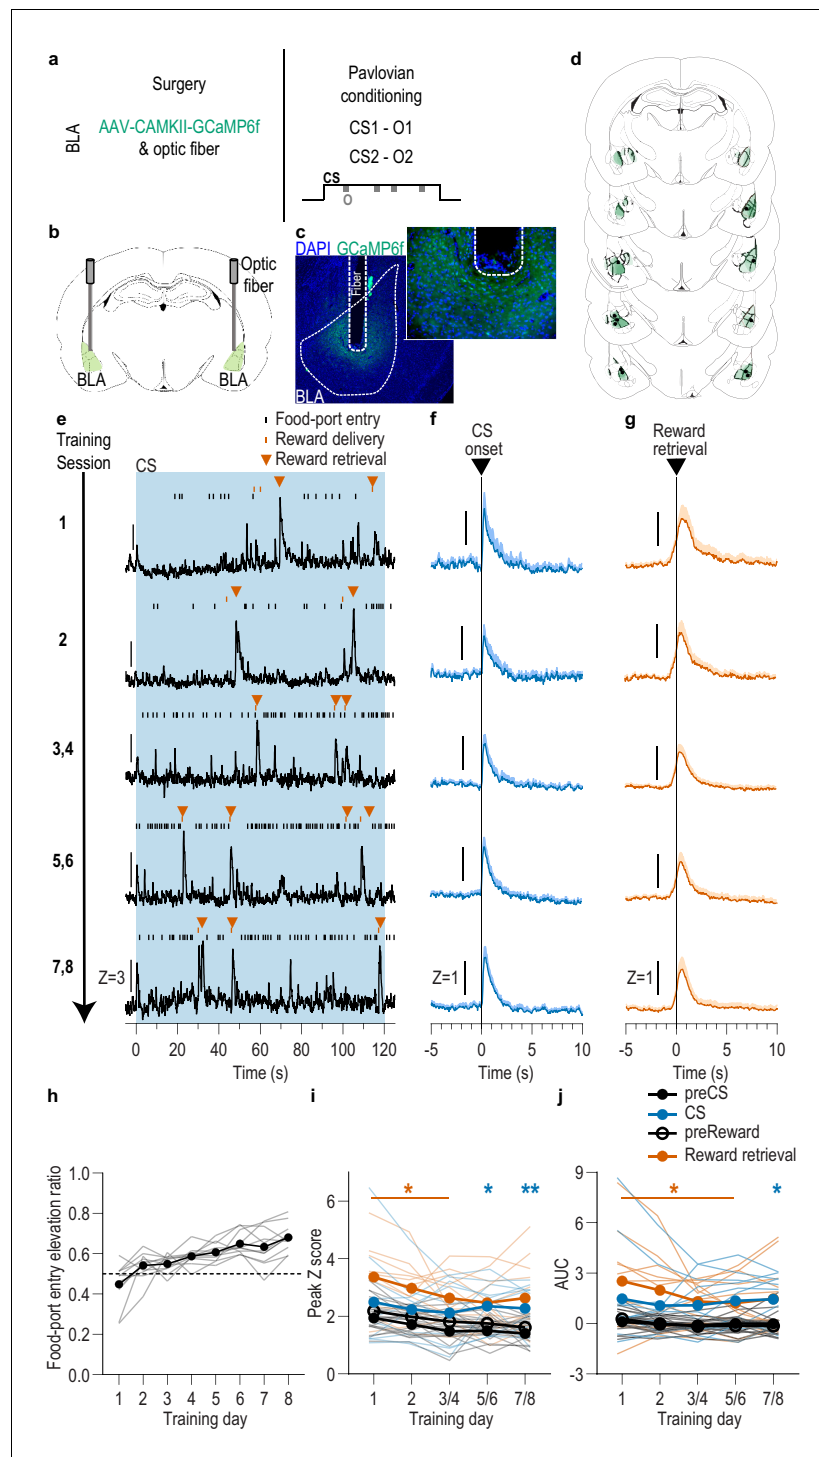 a
Surgery
BLA
AAV-CAMKII-GCaMP6f
& optic fiber
Pavlovian
conditioning
CS1 - O1
CS2 - O2
CS
O
b
Optic
fiber
BLA
BLA
c
DAPI GCaMP6f
Fiber
BLA
d
e
Training
Session
Food-port entry
Reward delivery
Reward retrieval
CS
1
2
3,4
5,6
7,8
Z=3
0 20 40 60 80 100 120
Time (s)
f
CS
onset
Z=1
-5 0 5 10
Time (s)
g
Reward
retrieval
Z=1
-5 0 5 10
Time (s)
h
Food-port entry elevation ratio
1.0
0.8
0.6
0.4
0.2
0.0
1 2 3 4 5 6 7 8
Training day
i
Peak Z score
6
4
2
0
* * **
1 2 3/4 5/6 7/8
Training day
j
preCS
CS
preReward
Reward retrieval
AUC
9
6
3
0
-3
* *
1 2 3/4 5/6 7/8
Training day